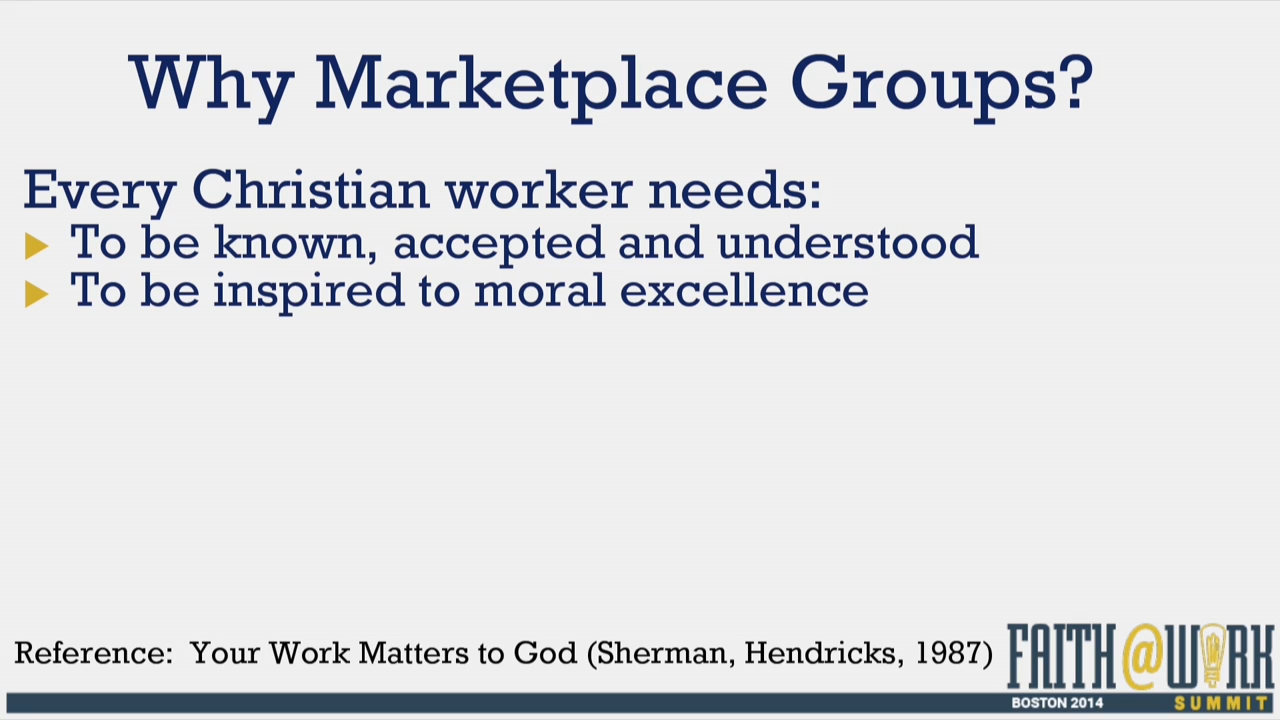 Why Marketplace Groups?
Every Christian worker needs:
To be known, accepted and understood
To be inspired to moral excellence
Reference: Your Work Matters to God (Sherman, Hendricks, 1987)
FAITH@WORK
BOSTON 2014 SUMMIT